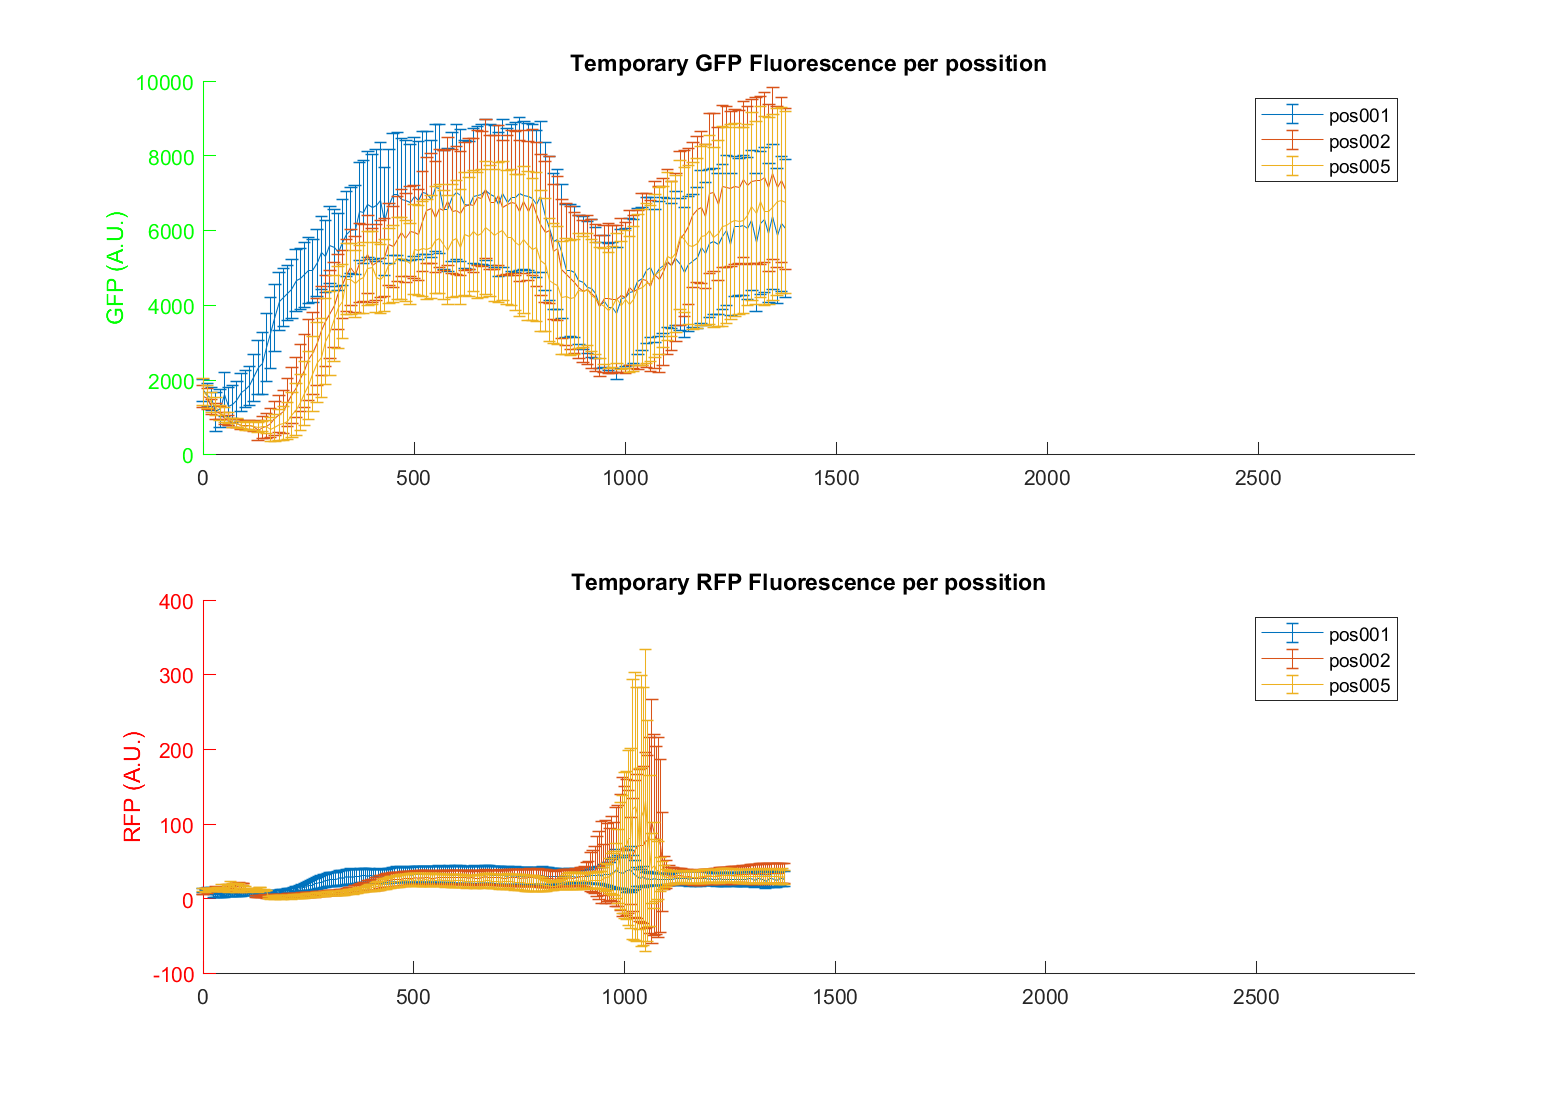 Temporary GFP Fluorescence per possition
10000
8000
6000
4000
2000
0
GFP (A.U.)
0 500 1000 1500 2000 2500
pos001
pos002
pos005
Temporary RFP Fluorescence per possition
400
300
200
100
0
-100
RFP (A.U.)
0 500 1000 1500 2000 2500
pos001
pos002
pos005